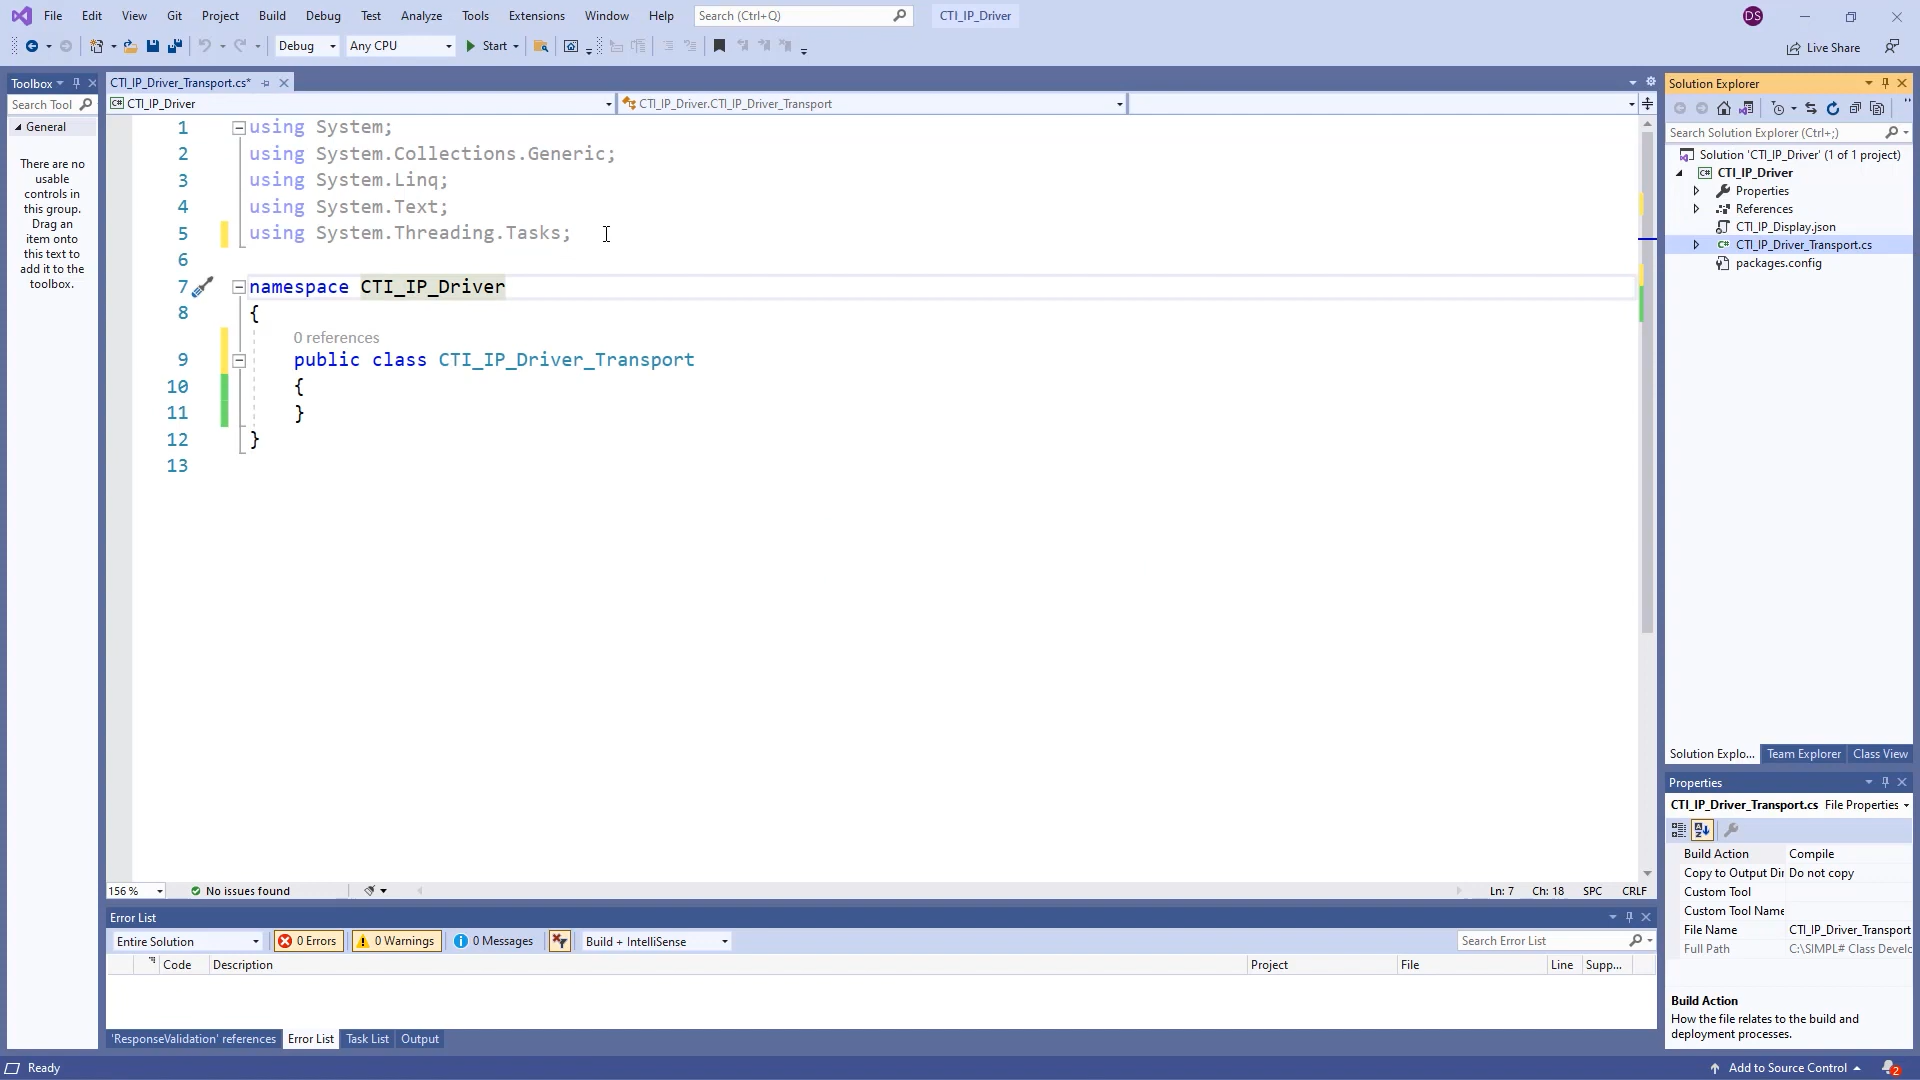 File Edit View Git Project Build Debug Test Analyze Tools Extensions Window Help Search (Ctrl+Q) CTI_IP_Driver DS
Debug Any CPU Start Live Share
Toolbox
Search Tool
General
There are no
usable
controls in
this group.
Drag an
item onto
this text to
add it to the
toolbox.
CTI_IP_Driver_Transport.cs*
CTI_IP_Driver CTI_IP_Driver.CTI_IP_Driver_Transport
1 using System;
2 using System.Collections.Generic;
3 using System.Linq;
4 using System.Text;
5 using System.Threading.Tasks;
6
7 namespace CTI_IP_Driver
8 {
0 references
9 public class CTI_IP_Driver_Transport
10 {
11 }
12 }
13
156 % No issues found Ln: 7 Ch: 18 SPC CRLF
Error List
Entire Solution 0 Errors 0 Warnings 0 Messages Build + IntelliSense Search Error List
Code Description Project File Line Supp...
'ResponseValidation' references Error List Task List Output
Solution Explorer
Search Solution Explorer (Ctrl+;)
Solution 'CTI_IP_Driver' (1 of 1 project)
CTI_IP_Driver
Properties
References
CTI_IP_Display.json
CTI_IP_Driver_Transport.cs
packages.config
Solution Explo... Team Explorer Class View
Properties
CTI_IP_Driver_Transport.cs File Properties
Build Action Compile
Copy to Output Dir Do not copy
Custom Tool
Custom Tool Name
File Name CTI_IP_Driver_Transport
Full Path C:\SIMPL# Class Develo
Build Action
How the file relates to the build and
deployment processes.
Ready Add to Source Control 2